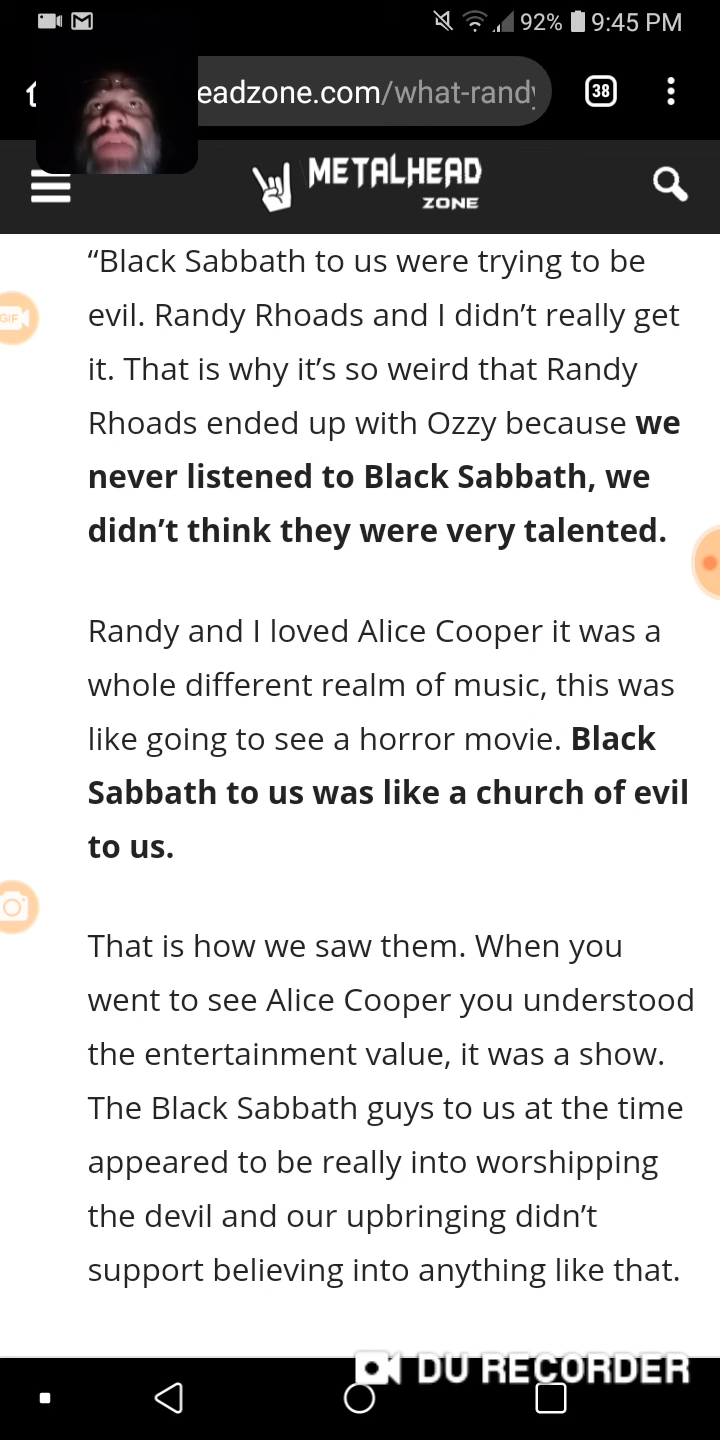 92% 9:45 PM
eadzone.com/what-randy
38
METALHEAD
ZONE
“Black Sabbath to us were trying to be
evil. Randy Rhoads and I didn’t really get
it. That is why it’s so weird that Randy
Rhoads ended up with Ozzy because we
never listened to Black Sabbath, we
didn’t think they were very talented.
GIF
Randy and I loved Alice Cooper it was a
whole different realm of music, this was
like going to see a horror movie. Black
Sabbath to us was like a church of evil
to us.
That is how we saw them. When you
went to see Alice Cooper you understood
the entertainment value, it was a show.
The Black Sabbath guys to us at the time
appeared to be really into worshipping
the devil and our upbringing didn’t
support believing into anything like that.
DU RECORDER